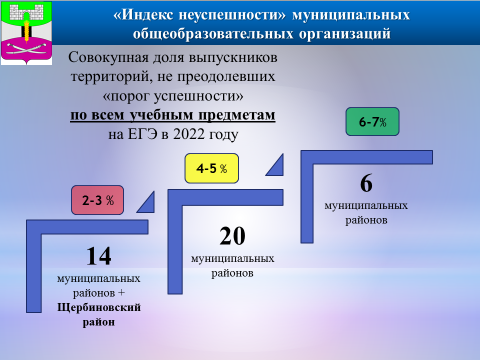 «Индекс неуспешности» муниципальных
общеобразовательных организаций
Совокупная доля выпускников
территорий, не преодолевших
«порог успешности»
по всем учебным предметам
на ЕГЭ в 2022 году
6-7%
4-5 %
2-3 %
6
муниципальных
районов
20
муниципальных
районов
14
муниципальных
районов +
Щербиновский
район